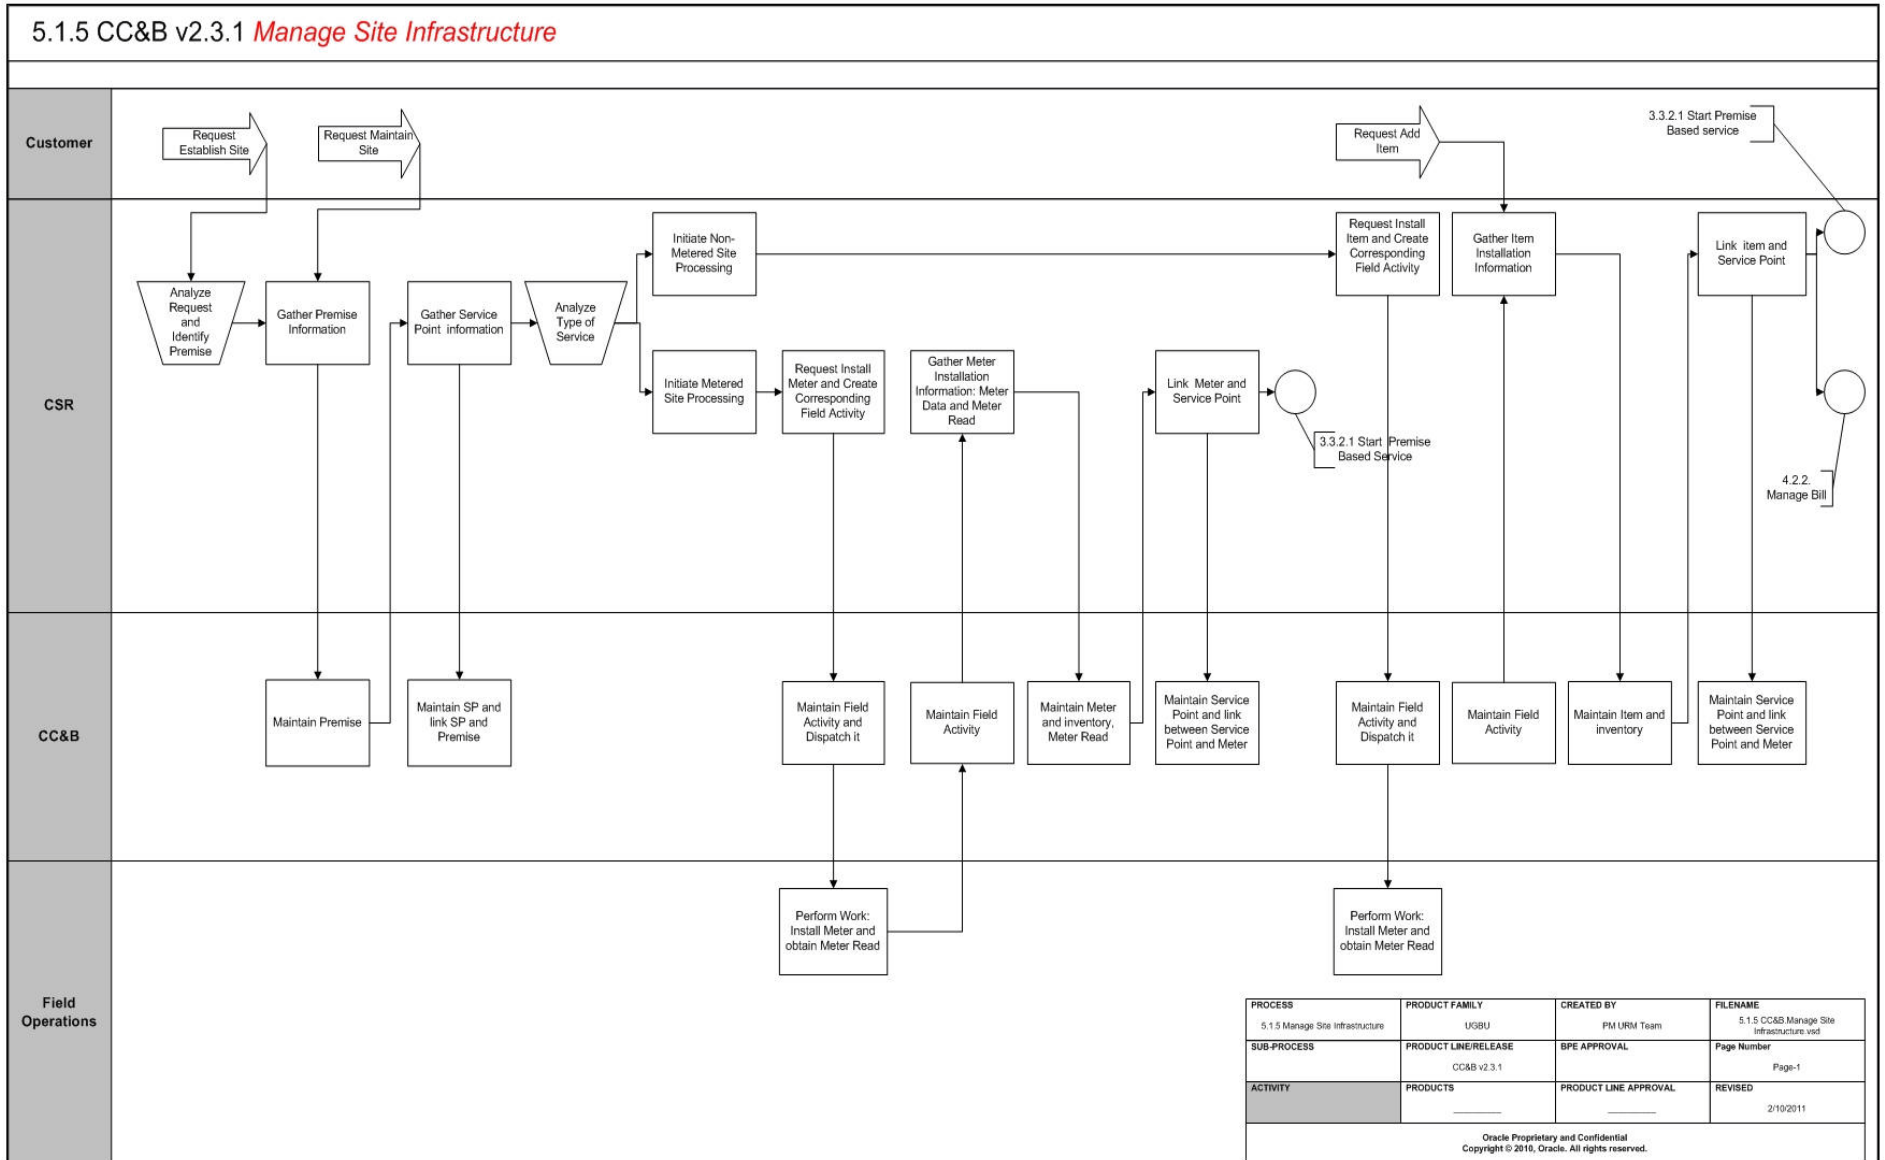 5.1.5 CC&B v2.3.1 Manage Site Infrastructure
Customer
Request
Establish Site
Request Maintain
Site
Request Add
Item
3.3.2.1 Start Premise
Based service
CSR
Analyze
Request
and
Identify
Premise
Gather Premise
Information
Gather Service
Point information
Analyze
Type of
Service
Initiate Non-
Metered Site
Processing
Initiate Metered
Site Processing
Request Install
Meter and Create
Corresponding
Field Activity
Gather Meter
Installation
Information: Meter
Data and Meter
Read
Link Meter and
Service Point
3.3.2.1 Start Premise
Based Service
Request Install
Item and Create
Corresponding
Field Activity
Gather Item
Installation
Information
Link item and
Service Point
4.2.2.
Manage Bill
CC&B
Maintain Premise
Maintain SP and
link SP and
Premise
Maintain Field
Activity and
Dispatch it
Maintain Field
Activity
Maintain Meter
and inventory,
Meter Read
Maintain Service
Point and link
between Service
Point and Meter
Maintain Field
Activity and
Dispatch it
Maintain Field
Activity
Maintain Item and
inventory
Maintain Service
Point and link
between Service
Point and Meter
Field
Operations
Perform Work:
Install Meter and
obtain Meter Read
Perform Work:
Install Meter and
obtain Meter Read
PROCESS
5.1.5 Manage Site Infrastructure
PRODUCT FAMILY
UGBU
CREATED BY
PM URM Team
FILENAME
5.1.5 CC&B.Manage Site
Infrastructure.vsd
SUB-PROCESS
PRODUCT LINE/RELEASE
CC&B v2.3.1
BPE APPROVAL
Page Number
Page-1
ACTIVITY
PRODUCTS
PRODUCT LINE APPROVAL
REVISED
2/10/2011
Oracle Proprietary and Confidential
Copyright © 2010, Oracle. All rights reserved.